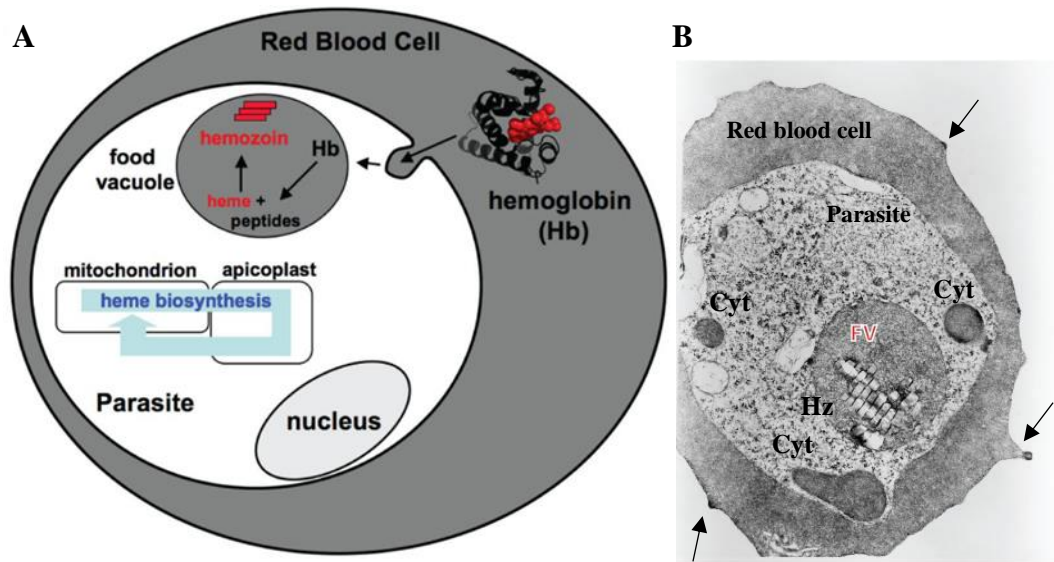 A
Red Blood Cell
hemozoin
Hb
heme +
peptides
food
vacuole
hemoglobin
(Hb)
mitochondrion
apicoplast
heme biosynthesis
Parasite
nucleus
B
Red blood cell
Parasite
Cyt
Cyt
FV
Hz
Cyt